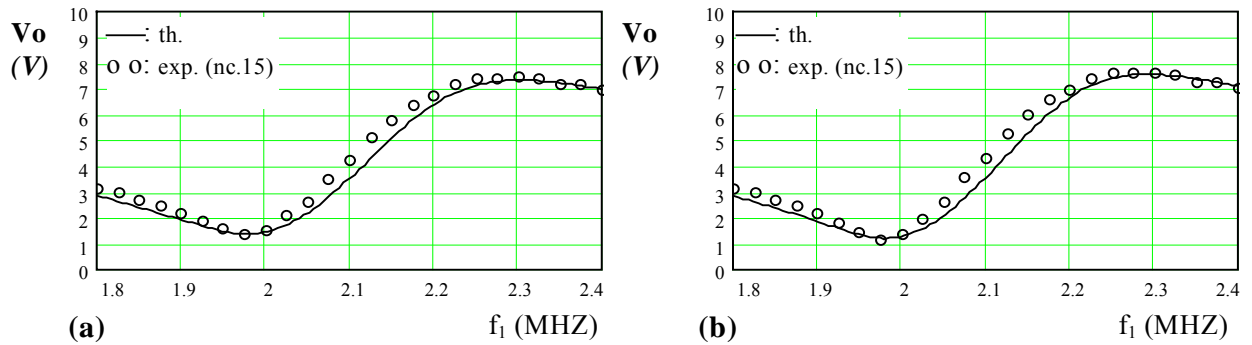 10
9
8
7
6
5
4
3
2
1
0
Vo
(V)
: th.
o o: exp. (nc.15)
1.8 1.9 2 2.1 2.2 2.3 2.4
(a)
f1 (MHZ)
10
9
8
7
6
5
4
3
2
1
0
Vo
(V)
: th.
o o: exp. (nc.15)
1.8 1.9 2 2.1 2.2 2.3 2.4
(b)
f1 (MHZ)